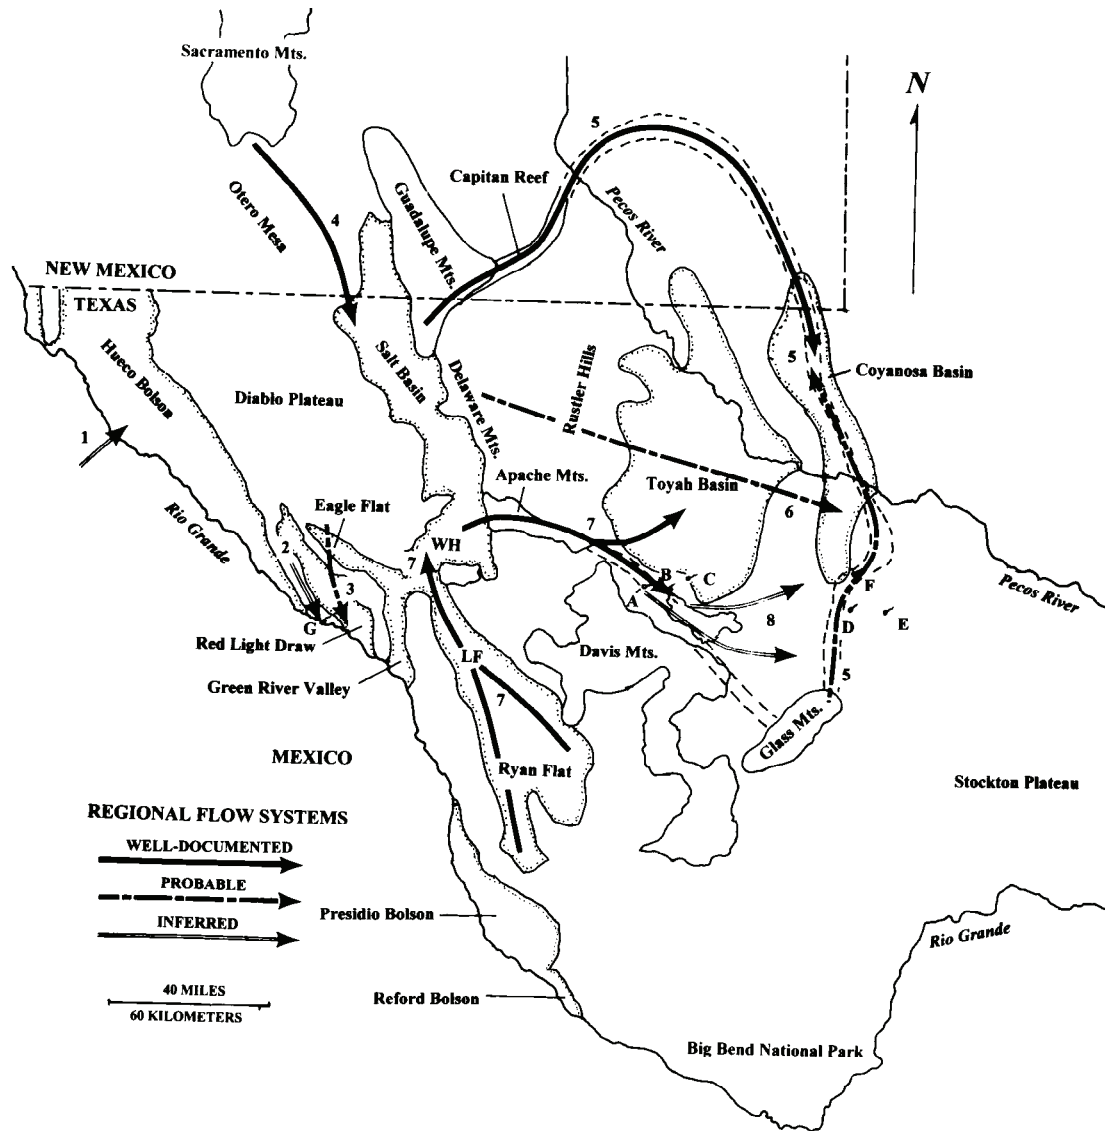 Sacramento Mts.
N
5
Capitan Reef
Guadalupe Mts.
Pecos River
Otero Mesa
4
NEW MEXICO
TEXAS
Hueco Bolson
Salt Basin
Delaware Mts.
Rustler Hills
5
Coyanosa Basin
Diablo Plateau
1
Apache Mts.
Toyah Basin
Eagle Flat
6
Rio Grande
WH
7
2
7
3
B
C
A
F
Pecos River
G
D
E
8
Red Light Draw
LF
Davis Mts.
Green River Valley
7
5
Glass Mts.
MEXICO
Ryan Flat
Stockton Plateau
REGIONAL FLOW SYSTEMS
WELL-DOCUMENTED
PROBABLE
INFERRED
Presidio Bolson
Rio Grande
40 MILES
60 KILOMETERS
Reford Bolson
Big Bend National Park